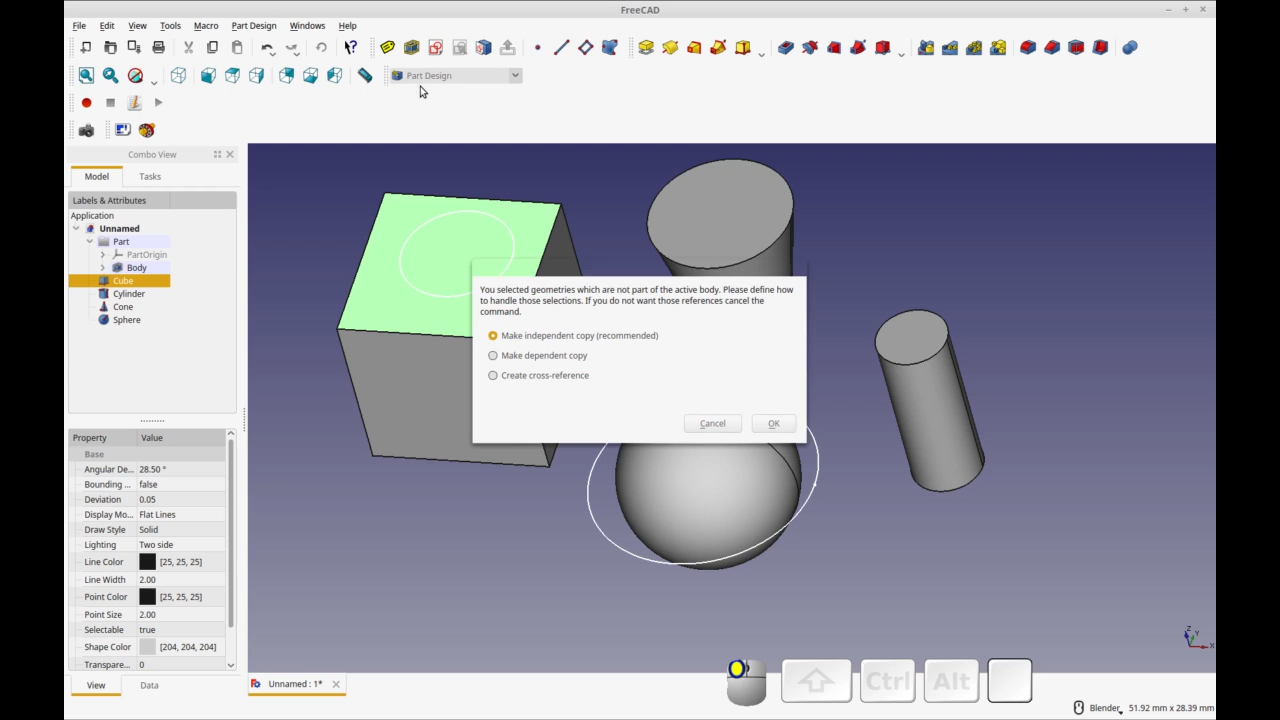 FreeCAD
File Edit View Tools Macro Part Design Windows Help
Part Design
Combo View
Model Tasks
Labels & Attributes
Application
Unnamed
Part
PartOrigin
Body
Cube
Cylinder
Cone
Sphere
You selected geometries which are not part of the active body. Please define how
to handle those selections. If you do not want those references cancel the
command.
Make independent copy (recommended)
Make dependent copy
Create cross-reference
Cancel OK
Property Value
Base
Angular De... 28.50 °
Bounding ... false
Deviation 0.05
Display Mo... Flat Lines
Draw Style Solid
Lighting Two side
Line Color [25, 25, 25]
Line Width 2.00
Point Color [25, 25, 25]
Point Size 2.00
Selectable true
Shape Color [204, 204, 204]
Transpare... 0
View Data
Unnamed : 1*
Z Y X
Ctrl Alt
Blender 51.92 mm x 28.39 mm